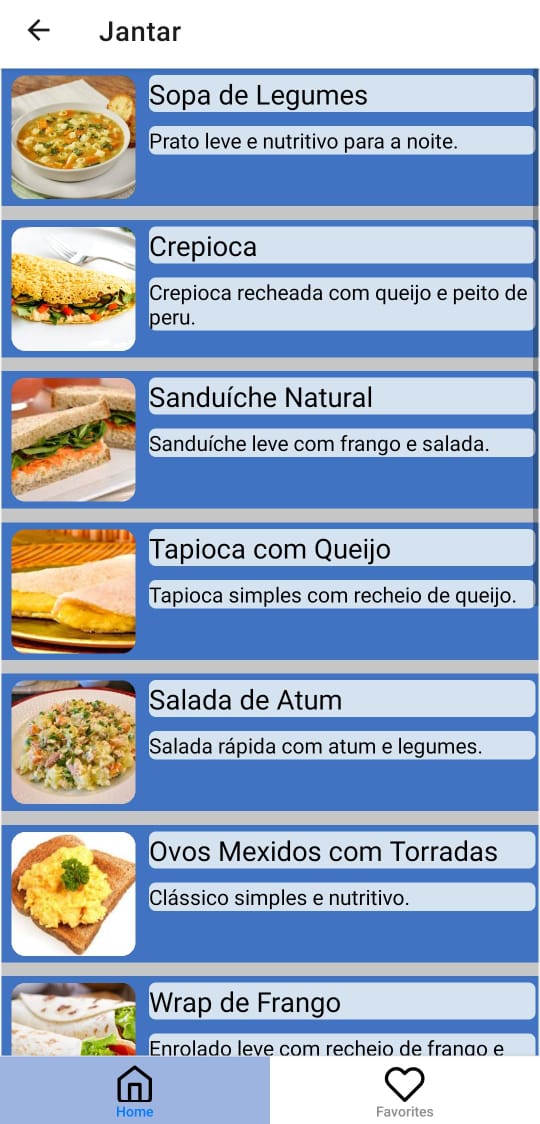 Jantar
Sopa de Legumes
Prato leve e nutritivo para a noite.
Crepioca
Crepioca recheada com queijo e peito de
peru.
Sanduíche Natural
Sanduíche leve com frango e salada.
Tapioca com Queijo
Tapioca simples com recheio de queijo.
Salada de Atum
Salada rápida com atum e legumes.
Ovos Mexidos com Torradas
Clássico simples e nutritivo.
Wrap de Frango
Enrolado leve com recheio de frango e
Home
Favorites